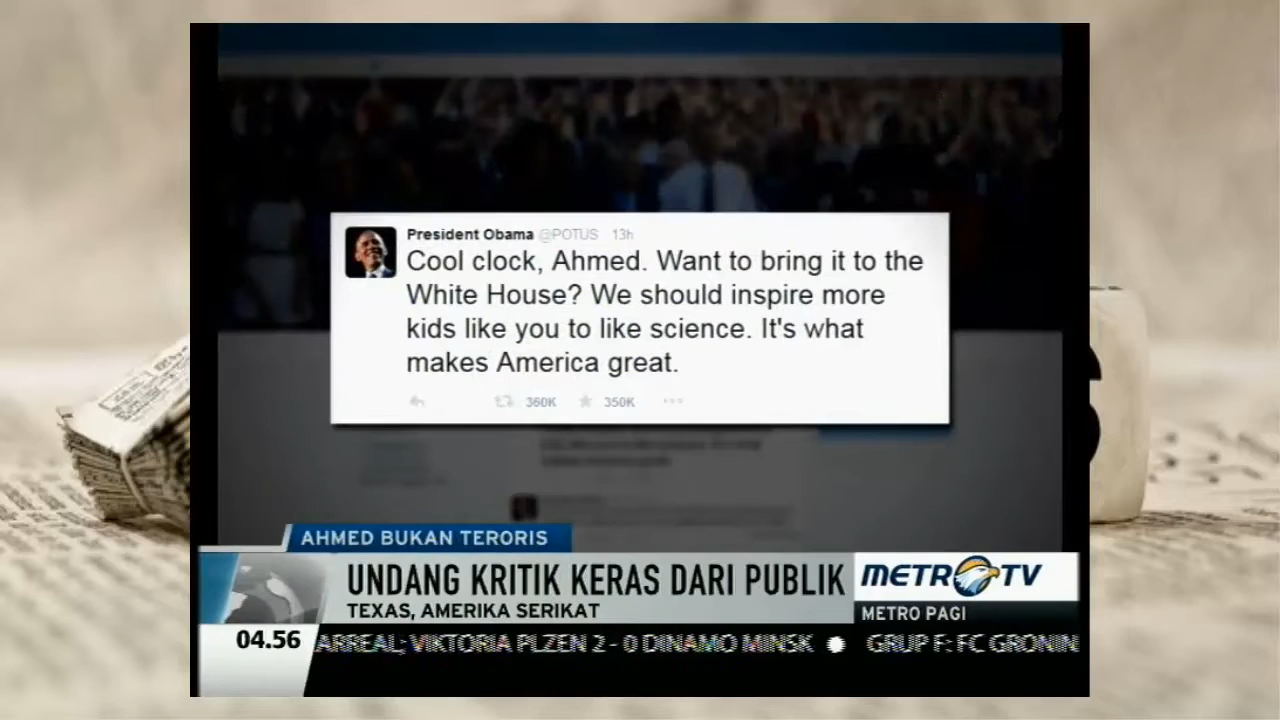 President Obama @POTUS 13h
Cool clock, Ahmed. Want to bring it to the
White House? We should inspire more
kids like you to like science. It's what
makes America great.
360K 350K
AHMED BUKAN TERORIS
UNDANG KRITIK KERAS DARI PUBLIK
TEXAS, AMERIKA SERIKAT
METRO TV
METRO PAGI
04.56
ARREAL; VIKTORIA PLZEN 2 - 0 DINAMO MINSK ● GRUP F: FC GRONIN